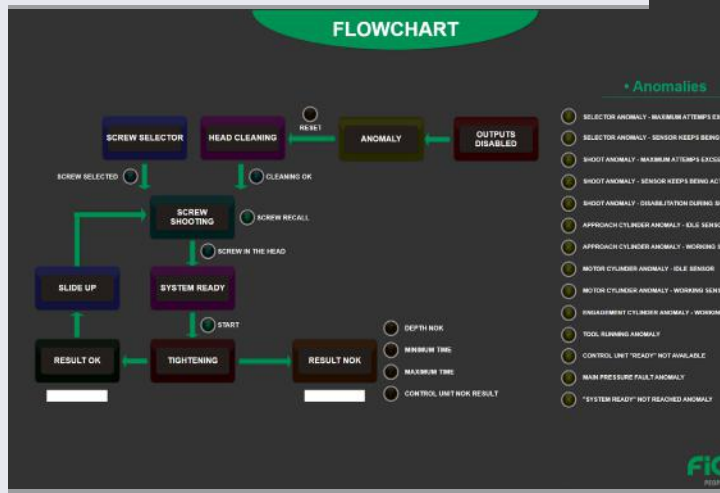 FLOWCHART
• Anomalies
RESET
SCREW SELECTOR
HEAD CLEANING
ANOMALY
OUTPUTS
DISABLED
SCREW SELECTED
CLEANING OK
SCREW
SHOOTING
SCREW RECALL
SCREW IN THE HEAD
SLIDE UP
SYSTEM READY
START
RESULT OK
TIGHTENING
RESULT NOK
DEPTH NOK
MINIMUM TIME
MAXIMUM TIME
CONTROL UNIT NOK RESULT
SELECTOR ANOMALY - MAXIMUM ATTEMPS
SELECTOR ANOMALY - SENSOR KEEPS BEING
SHOOT ANOMALY - MAXIMUM ATTEMPS
SHOOT ANOMALY - SENSOR KEEPS BEING
SHOOT ANOMALY - DISABILITATION DURING
APPROACH CYLINDER ANOMALY - IDLE
APPROACH CYLINDER ANOMALY - WORKING
MOTOR CYLINDER ANOMALY - IDLE SENSOR
MOTOR CYLINDER ANOMALY - WORKING
ENGAGEMENT CYLINDER ANOMALY -
TOOL RUNNING ANOMALY
CONTROL UNIT "READY" NOT AVAILABLE
MAIN PRESSURE FAULT ANOMALY
"SYSTEM READY" NOT REACHED ANOMALY